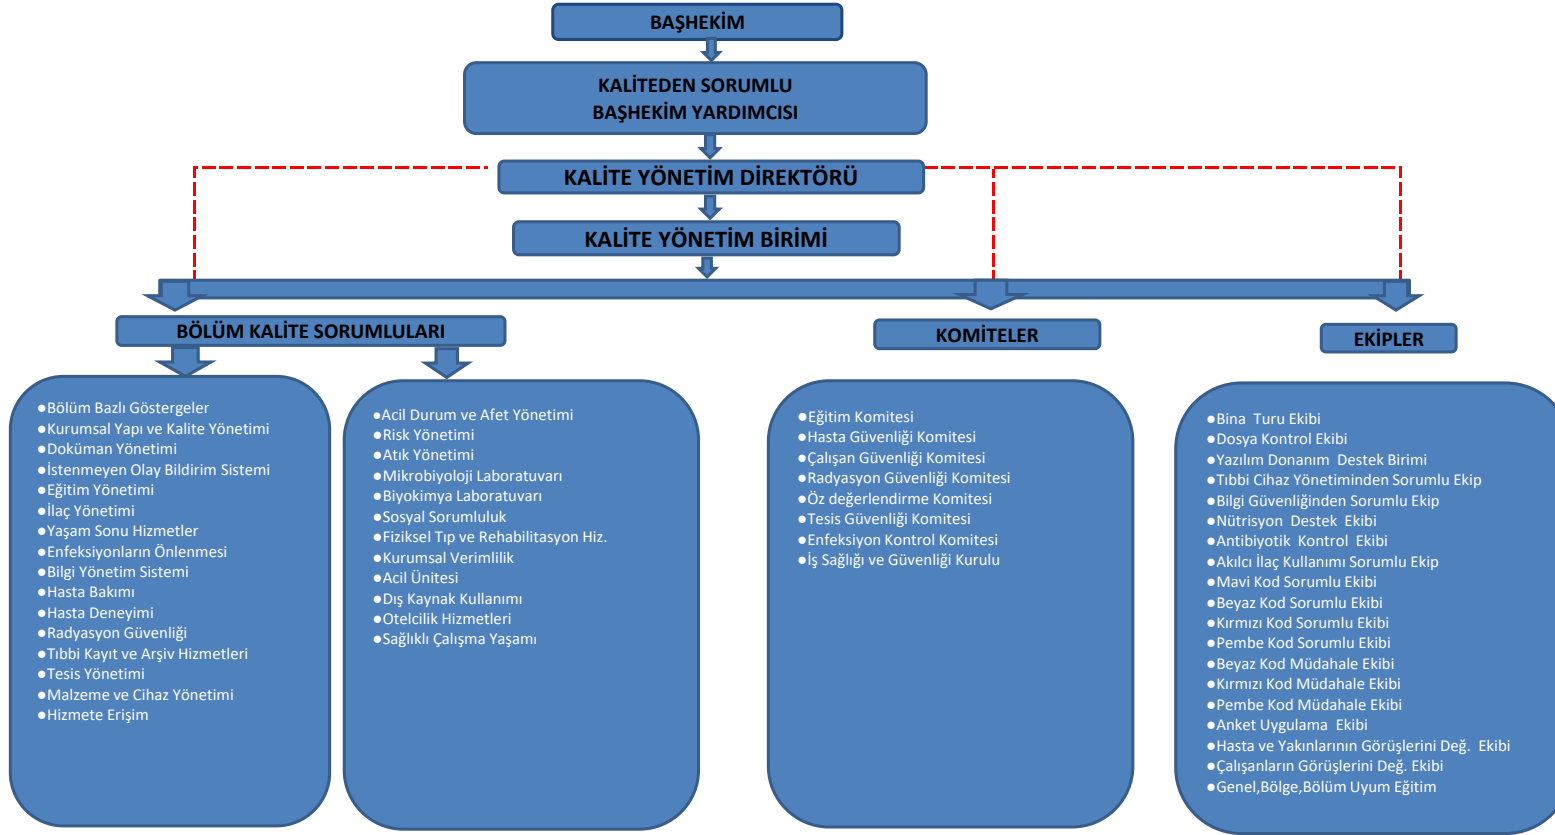 BAŞHEKİM
KALİTEDEN SORUMLU
BAŞHEKİM YARDIMCISI
KALİTE YÖNETİM DİREKTÖRÜ
KALİTE YÖNETİM BİRİMİ
BÖLÜM KALİTE SORUMLULARI
●Bölüm Bazlı Göstergeler
●Kurumsal Yapı ve Kalite Yönetimi
●Doküman Yönetimi
●İstenmeyen Olay Bildirim Sistemi
●Eğitim Yönetimi
●İlaç Yönetimi
●Yaşam Sonu Hizmetler
●Enfeksiyonların Önlenmesi
●Bilgi Yönetim Sistemi
●Hasta Bakımı
●Hasta Deneyimi
●Radyasyon Güvenliği
●Tıbbi Kayıt ve Arşiv Hizmetleri
●Tesis Yönetimi
●Malzeme ve Cihaz Yönetimi
●Hizmete Erişim
●Acil Durum ve Afet Yönetimi
●Risk Yönetimi
●Atık Yönetimi
●Mikrobiyoloji Laboratuvarı
●Biyokimya Laboratuvarı
●Sosyal Sorumluluk
●Fiziksel Tıp ve Rehabilitasyon Hiz.
●Kurumsal Verimlilik
●Acil Ünitesi
●Dış Kaynak Kullanımı
●Otelcilik Hizmetleri
●Sağlıklı Çalışma Yaşamı
KOMİTELER
●Eğitim Komitesi
●Hasta Güvenliği Komitesi
●Çalışan Güvenliği Komitesi
●Radyasyon Güvenliği Komitesi
●Öz değerlendirme Komitesi
●Tesis Güvenliği Komitesi
●Enfeksiyon Kontrol Komitesi
●İş Sağlığı ve Güvenliği Kurulu
EKİPLER
●Bina Turu Ekibi
●Dosya Kontrol Ekibi
●Yazılım Donanım Destek Birimi
●Tıbbi Cihaz Yönetiminden Sorumlu Ekip
●Bilgi Güvenliğinden Sorumlu Ekip
●Nütrisyon Destek Ekibi
●Antibiyotik Kontrol Ekibi
●Akılcı İlaç Kullanımı Sorumlu Ekip
●Mavi Kod Sorumlu Ekibi
●Beyaz Kod Sorumlu Ekibi
●Kırmızı Kod Sorumlu Ekibi
●Pembe Kod Sorumlu Ekibi
●Beyaz Kod Müdahale Ekibi
●Kırmızı Kod Müdahale Ekibi
●Pembe Kod Müdahale Ekibi
●Anket Uygulama Ekibi
●Hasta ve Yakınlarının Görüşlerini Değ. Ekibi
●Çalışanların Görüşlerini Değ. Ekibi
●Genel,Bölge,Bölüm Uyum Eğitim